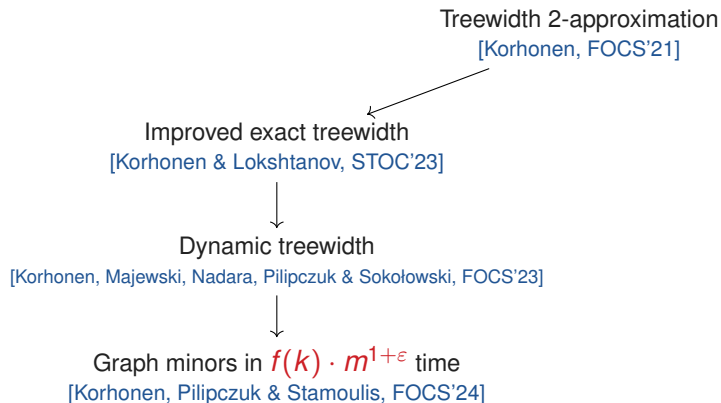 Treewidth 2-approximation
[Korhonen, FOCS'21]
Improved exact treewidth
[Korhonen & Lokshtanov, STOC'23]
Dynamic treewidth
[Korhonen, Majewski, Nadara, Pilipczuk & Sokołowski, FOCS'23]
Graph minors in f(k) · m^{1+ε} time
[Korhonen, Pilipczuk & Stamoulis, FOCS'24]